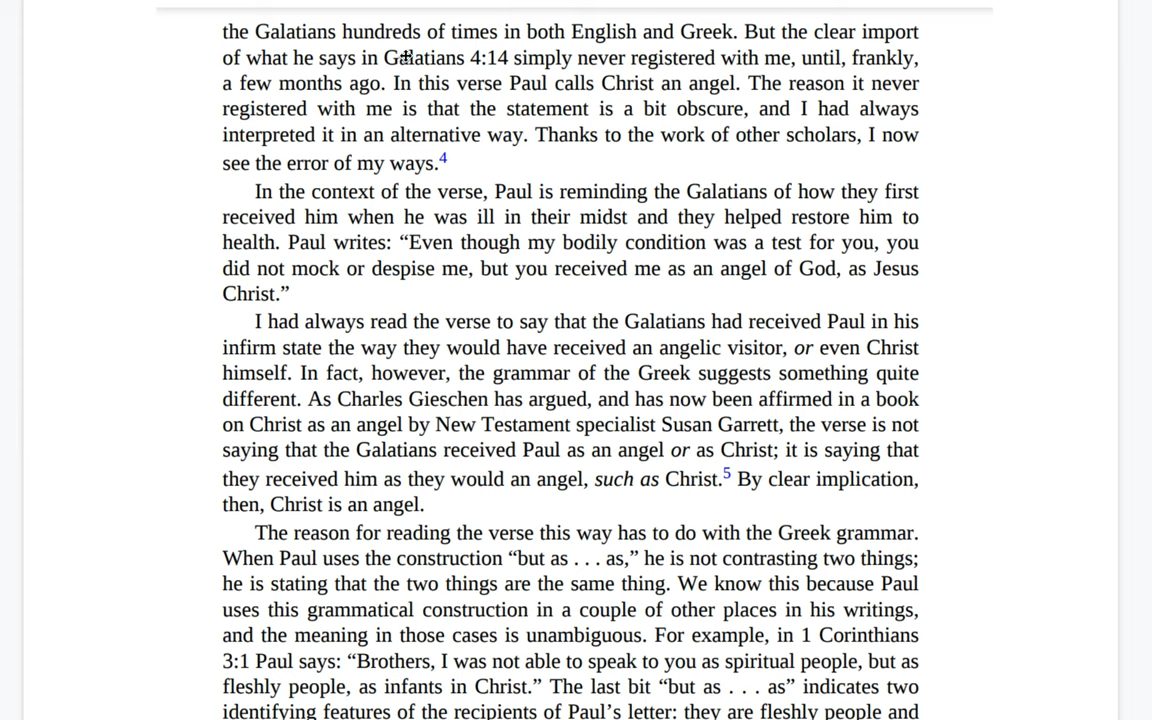 the Galatians hundreds of times in both English and Greek. But the clear import
of what he says in Galatians 4:14 simply never registered with me, until, frankly,
a few months ago. In this verse Paul calls Christ an angel. The reason it never
registered with me is that the statement is a bit obscure, and I had always
interpreted it in an alternative way. Thanks to the work of other scholars, I now
see the error of my ways.4
In the context of the verse, Paul is reminding the Galatians of how they first
received him when he was ill in their midst and they helped restore him to
health. Paul writes: “Even though my bodily condition was a test for you, you
did not mock or despise me, but you received me as an angel of God, as Jesus
Christ.”
I had always read the verse to say that the Galatians had received Paul in his
infirm state the way they would have received an angelic visitor, or even Christ
himself. In fact, however, the grammar of the Greek suggests something quite
different. As Charles Gieschen has argued, and has now been affirmed in a book
on Christ as an angel by New Testament specialist Susan Garrett, the verse is not
saying that the Galatians received Paul as an angel or as Christ; it is saying that
they received him as they would an angel, such as Christ.5 By clear implication,
then, Christ is an angel.
The reason for reading the verse this way has to do with the Greek grammar.
When Paul uses the construction “but as . . . as,” he is not contrasting two things;
he is stating that the two things are the same thing. We know this because Paul
uses this grammatical construction in a couple of other places in his writings,
and the meaning in those cases is unambiguous. For example, in 1 Corinthians
3:1 Paul says: “Brothers, I was not able to speak to you as spiritual people, but as
fleshly people, as infants in Christ.” The last bit “but as . . . as” indicates two
identifying features of the recipients of Paul’s letter: they are fleshly people and